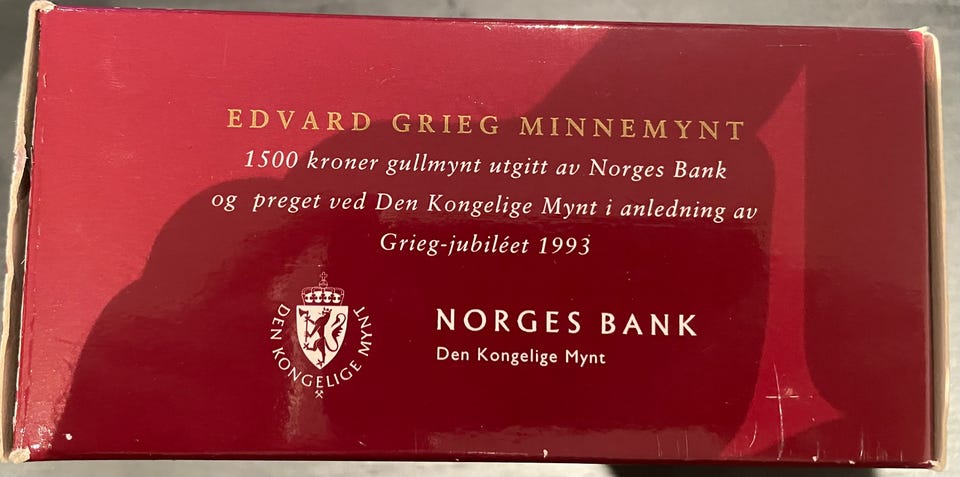 EDVARD GRIEG MINNEMYNT
1500 kroner gullmynt utgitt av Norges Bank
og preget ved Den Kongelige Mynt i anledning av
Grieg-jubiléet 1993
DEN KONGELIGE MYNT
NORGES BANK
Den Kongelige Mynt